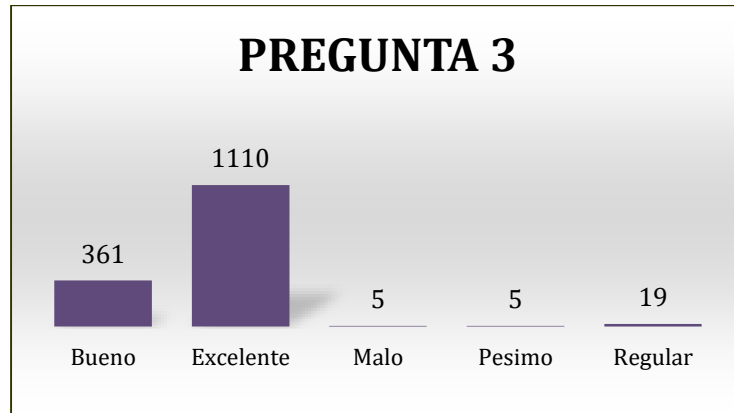 PREGUNTA 3
1110
361
5
5
19
Bueno
Excelente
Malo
Pesimo
Regular